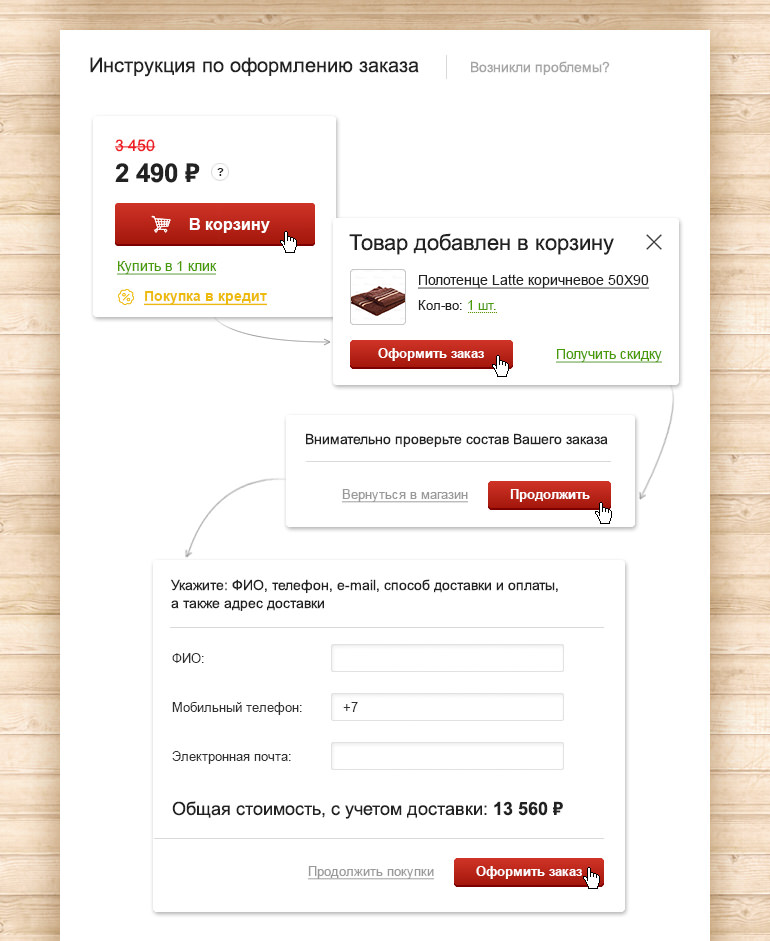 Инструкция по оформлению заказа
Возникли проблемы?
3 450
2 490 ₽ ?
В корзину
Купить в 1 клик
% Покупка в кредит
Товар добавлен в корзину
Полотенце Latte коричневое 50X90
Кол-во: 1 шт.
Оформить заказ
Получить скидку
Внимательно проверьте состав Вашего заказа
Вернуться в магазин
Продолжить
Укажите: ФИО, телефон, e-mail, способ доставки и оплаты,
а также адрес доставки
ФИО:
Мобильный телефон: +7
Электронная почта:
Общая стоимость, с учетом доставки: 13 560 ₽
Продолжить покупки
Оформить заказ